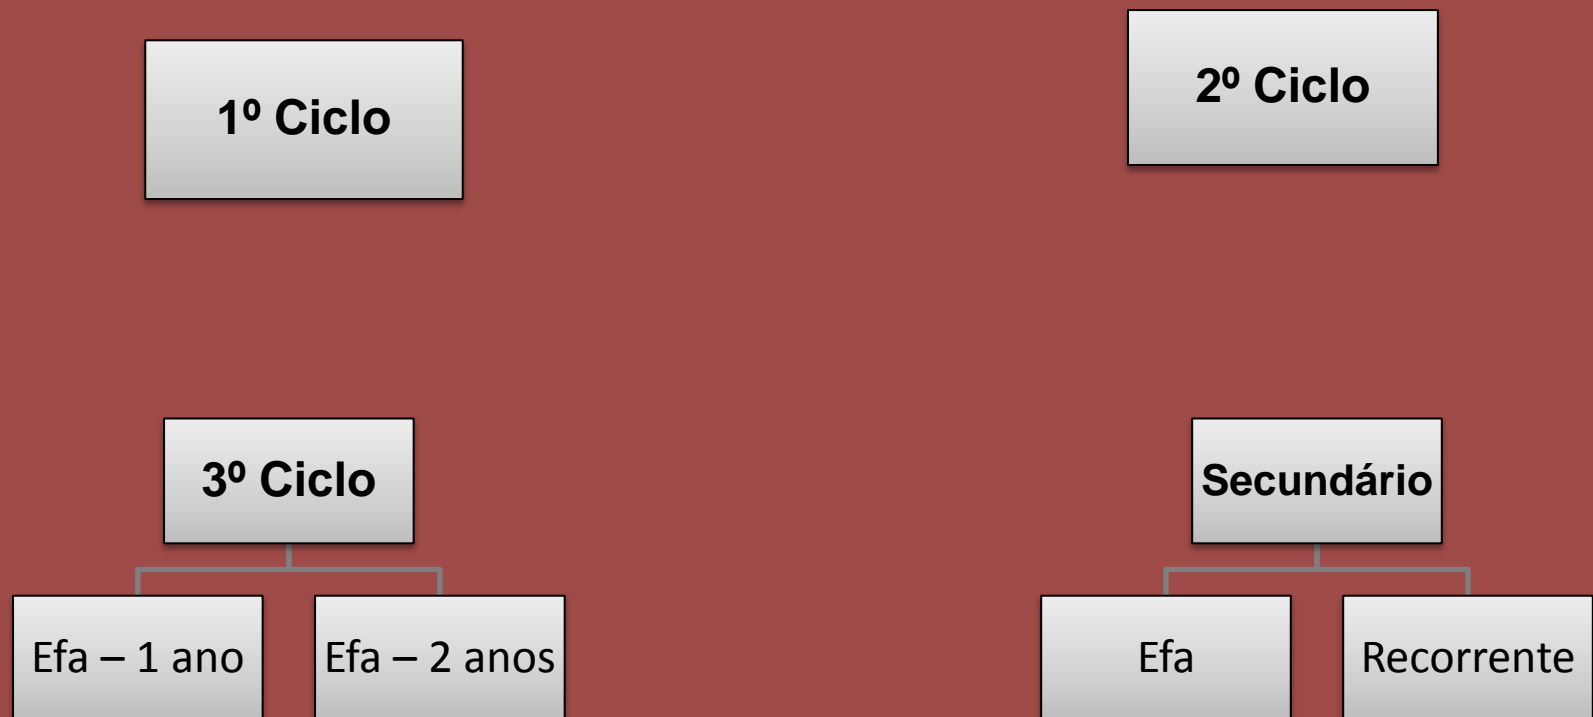 1º Ciclo
2º Ciclo
3º Ciclo
Secundário
Efa – 1 ano
Efa – 2 anos
Efa
Recorrente